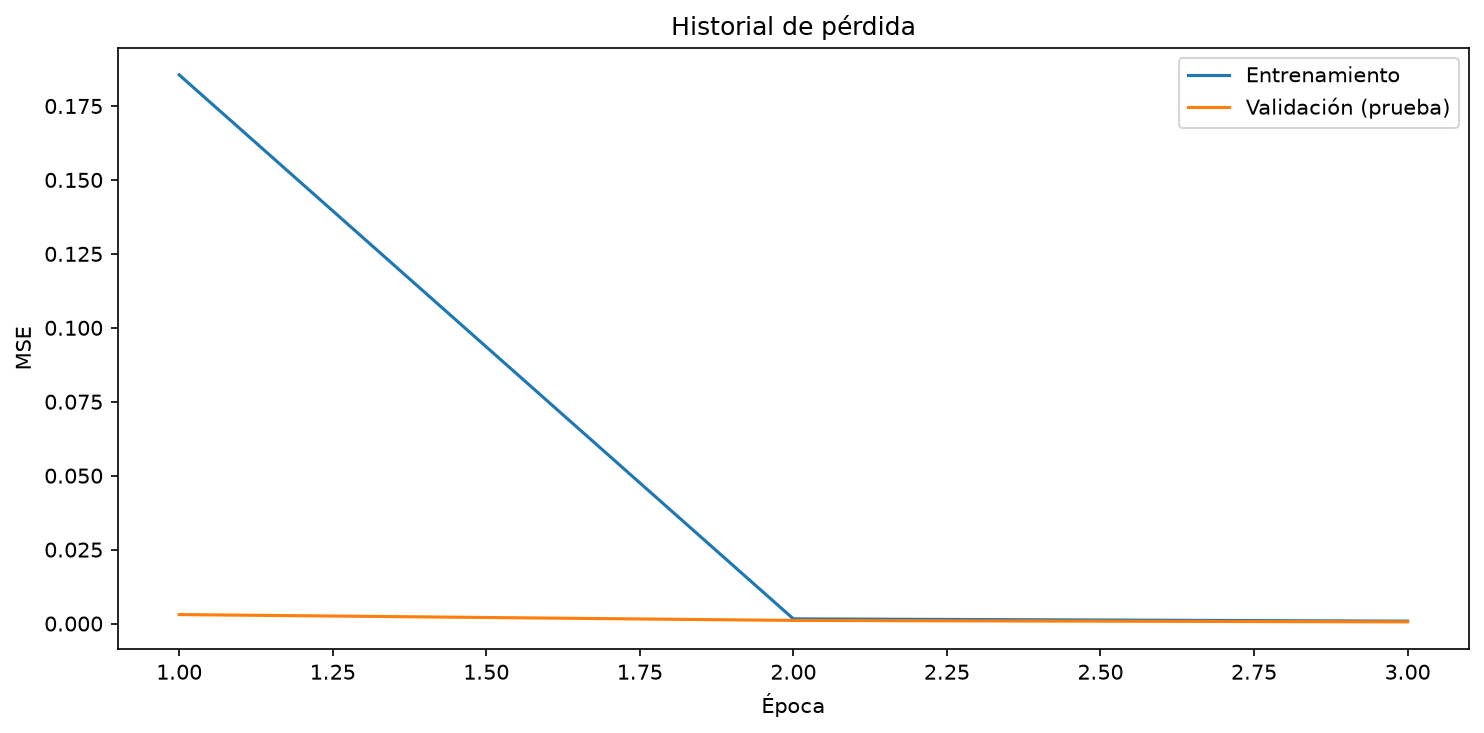 Historial de pérdida
Entrenamiento
Validación (prueba)
0.175
0.150
0.125
0.100
0.075
0.050
0.025
0.000
MSE
1.00 1.25 1.50 1.75 2.00 2.25 2.50 2.75 3.00
Época